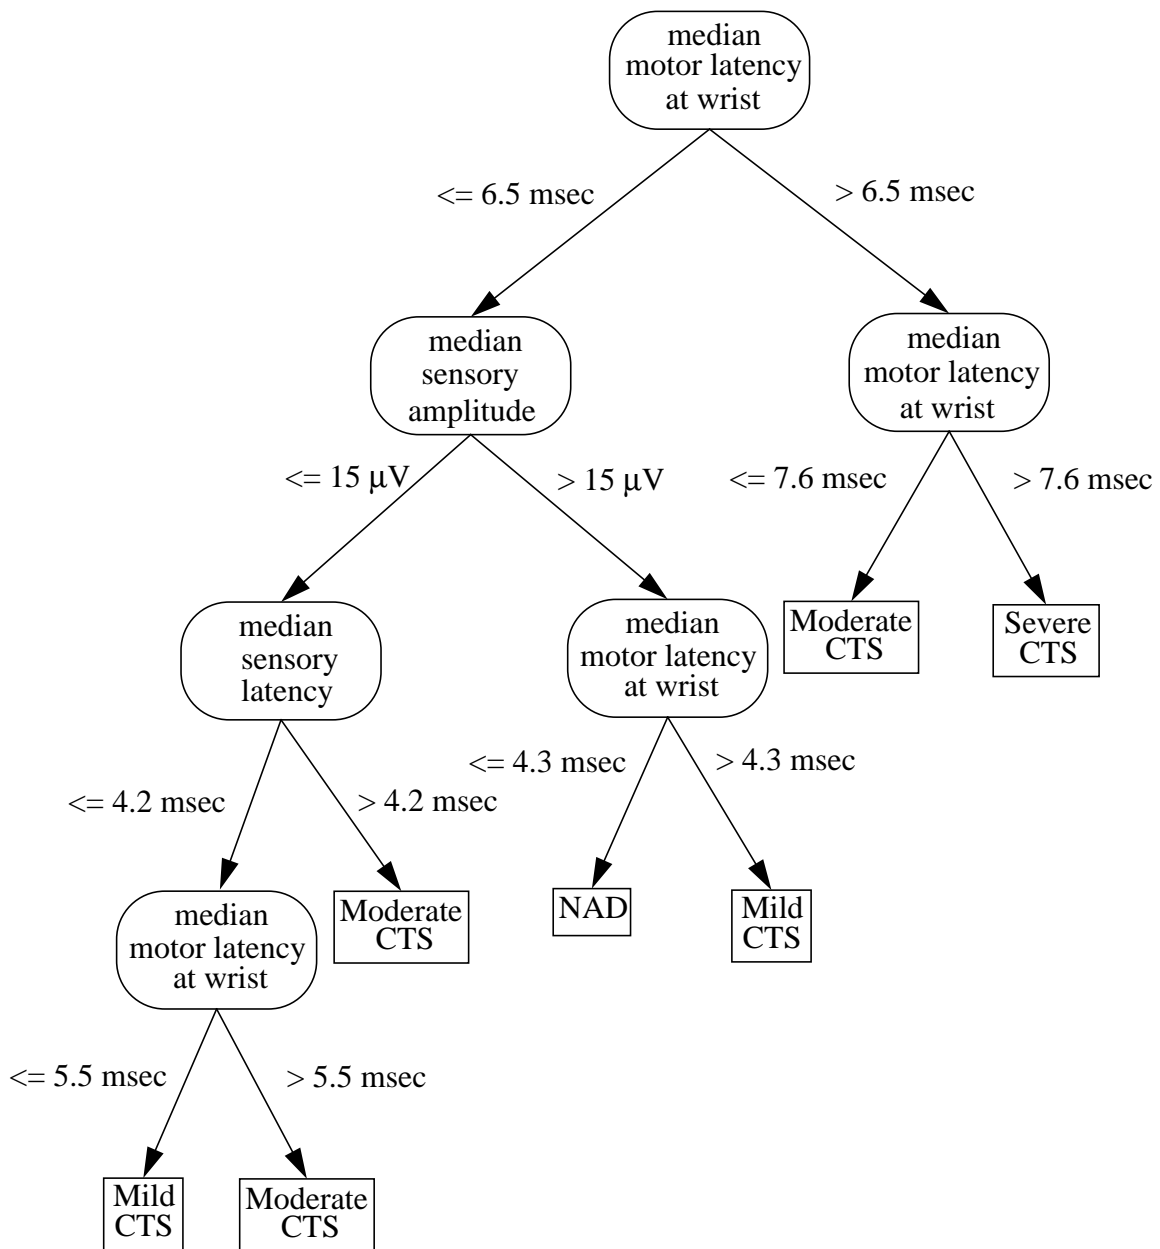 median
motor latency
at wrist
<= 6.5 msec
> 6.5 msec
median
sensory
amplitude
median
motor latency
at wrist
<= 15 μV
> 15 μV
<= 7.6 msec
> 7.6 msec
median
sensory
latency
median
motor latency
at wrist
Moderate
CTS
Severe
CTS
<= 4.2 msec
> 4.2 msec
<= 4.3 msec
> 4.3 msec
median
motor latency
at wrist
Moderate
CTS
NAD
Mild
CTS
<= 5.5 msec
> 5.5 msec
Mild
CTS
Moderate
CTS